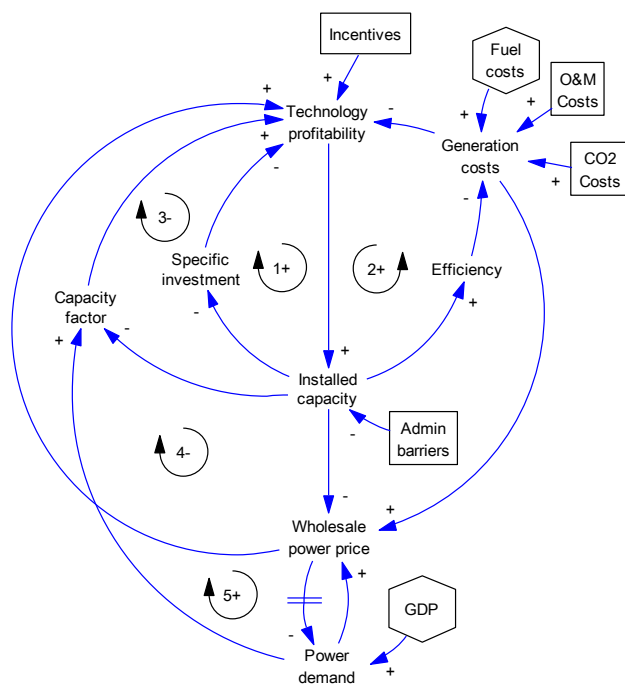 Incentives
Fuel
costs
O&M
Costs
CO2
Costs
+
+
+
+
+
Technology
profitability
-
+
+
+
Generation
costs
+
-
-
3-
Specific
investment
1+
2+
Efficiency
Capacity
factor
+
-
-
+
+
Installed
capacity
-
Admin
barriers
4-
-
+
Wholesale
power price
+
5+
GDP
-
Power
demand
+